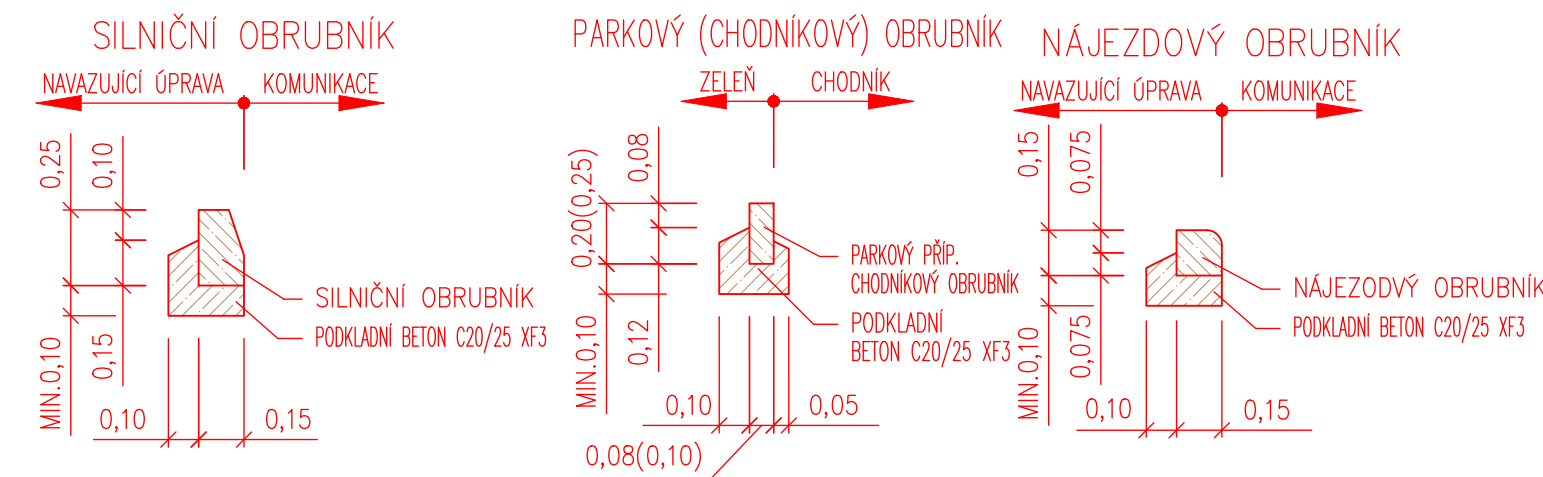 SILNIČNÍ OBRUBNÍK
NAVAZUJÍCÍ ÚPRAVA
KOMUNIKACE
0,25
0,10
MIN.0,10
0,15
0,10
0,15
SILNIČNÍ OBRUBNÍK
PODKLADNÍ BETON C20/25 XF3
PARKOVÝ (CHODNÍKOVÝ) OBRUBNÍK
ZELEŇ
CHODNÍK
0,20(0,25)
0,08
MIN.0,10
0,12
0,10
0,05
0,08(0,10)
PARKOVÝ PŘÍP.
CHODNÍKOVÝ OBRUBNÍK
PODKLADNÍ
BETON C20/25 XF3
NÁJEZDOVÝ OBRUBNÍK
NAVAZUJÍCÍ ÚPRAVA
KOMUNIKACE
0,15
0,075
MIN.0,10
0,075
0,10
0,15
NÁJEZODVÝ OBRUBNÍK
PODKLADNÍ BETON C20/25 XF3